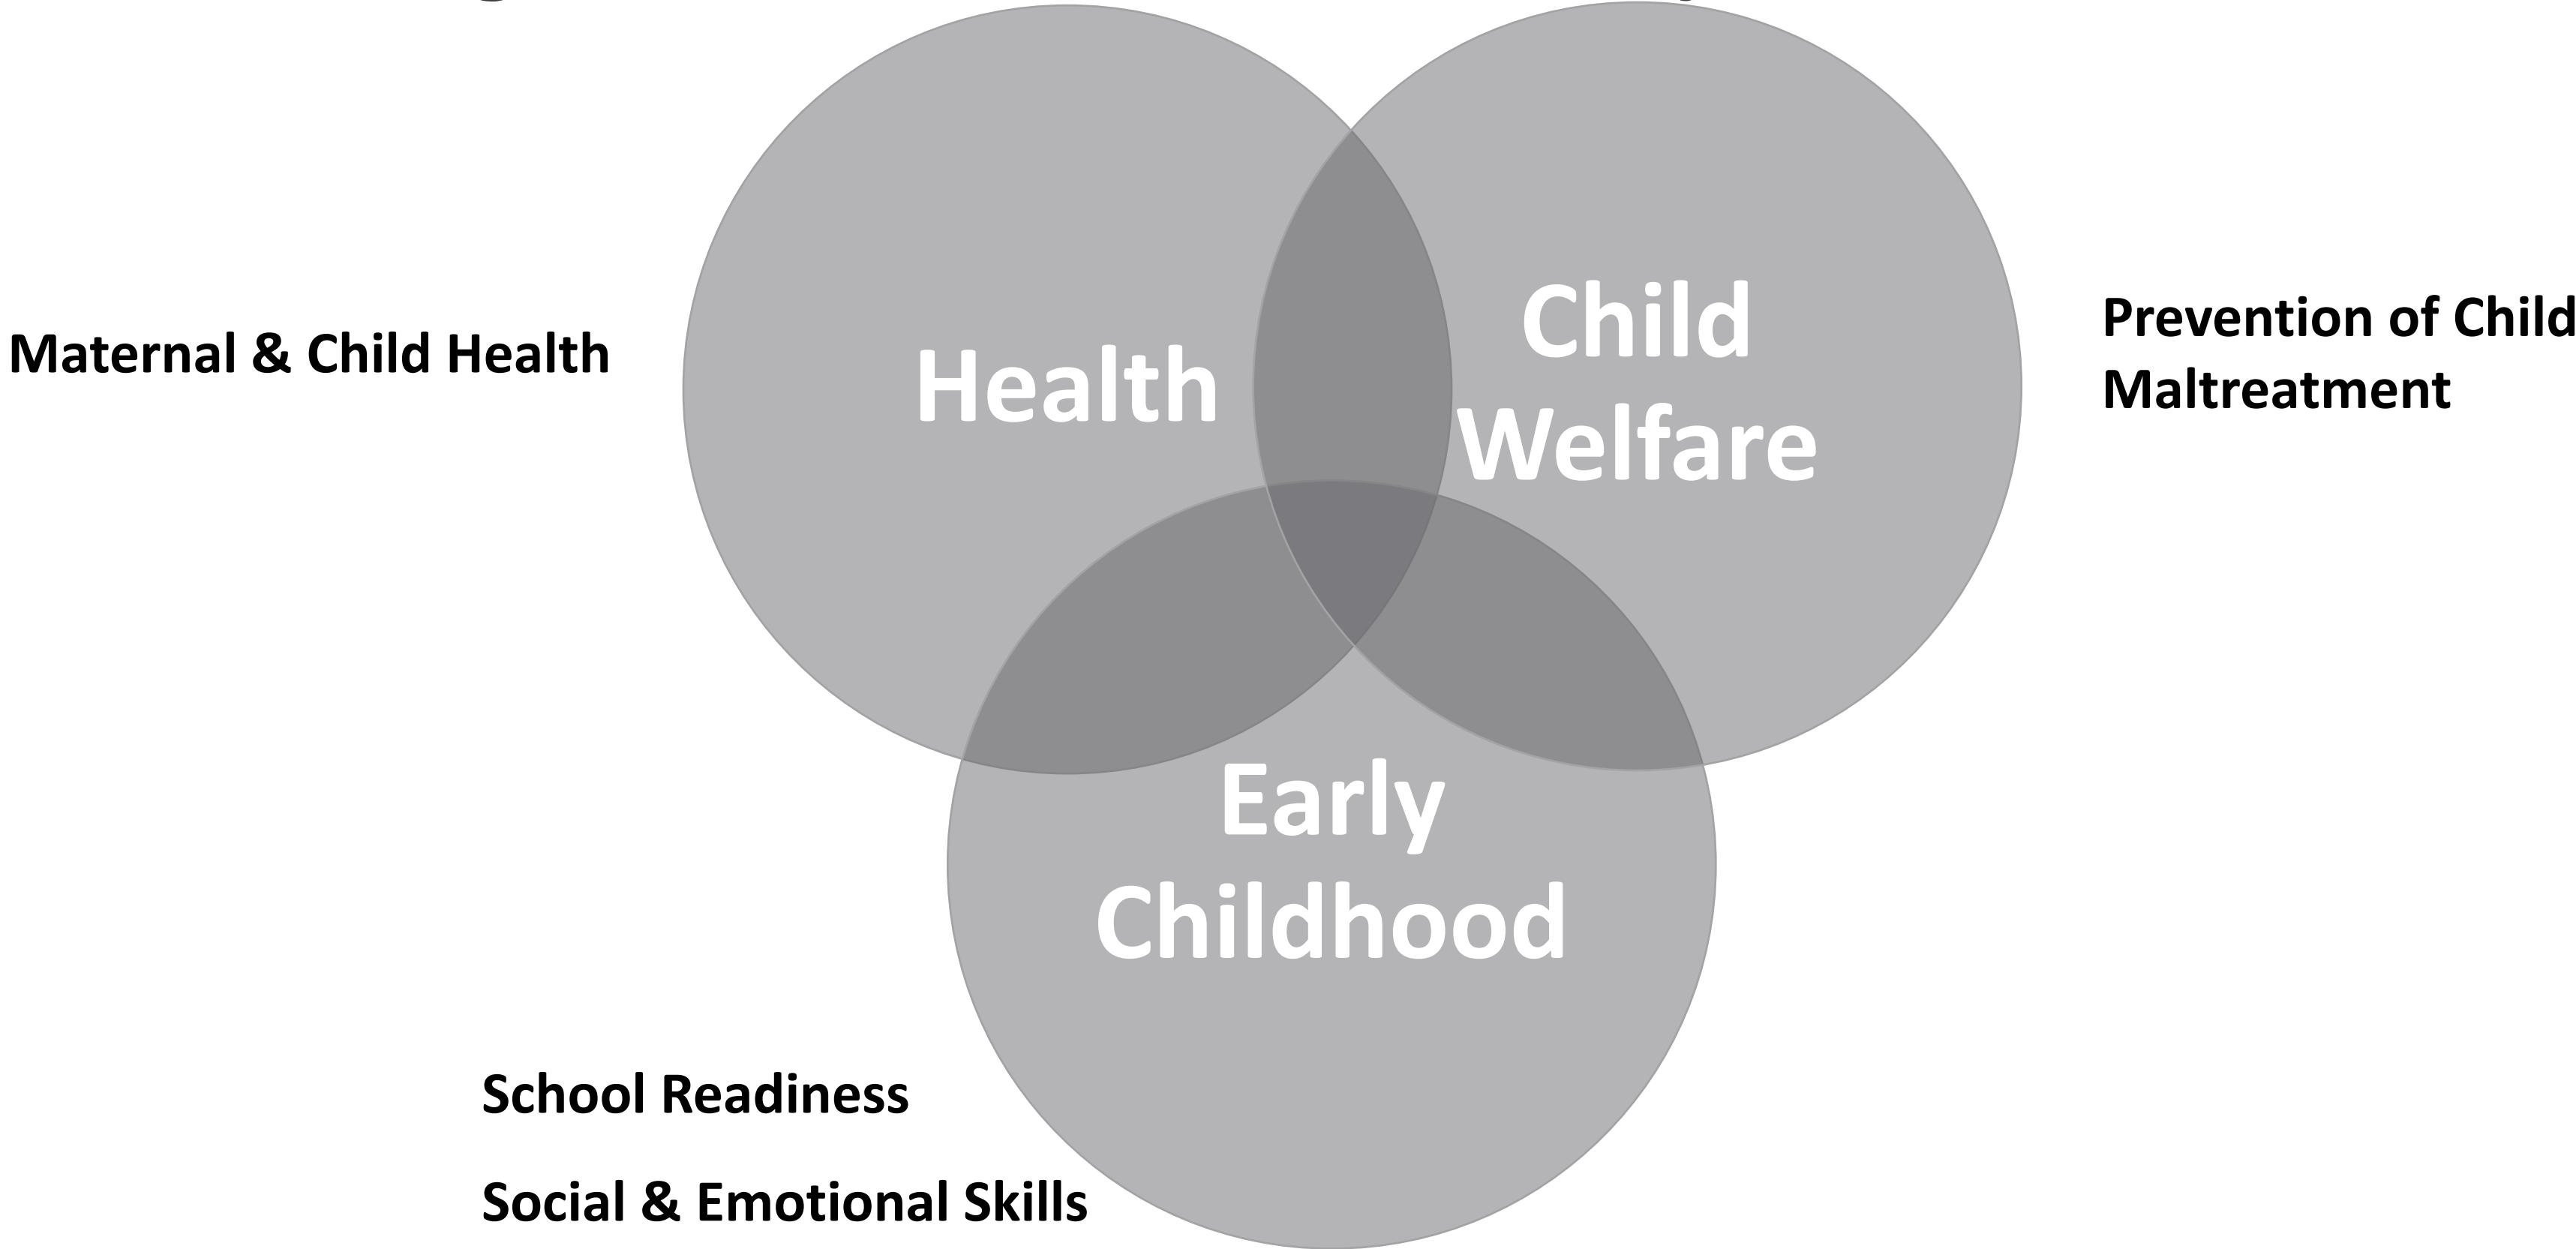 Maternal & Child Health
Health
Child
Welfare
Prevention of Child
Maltreatment
Early
Childhood
School Readiness
Social & Emotional Skills